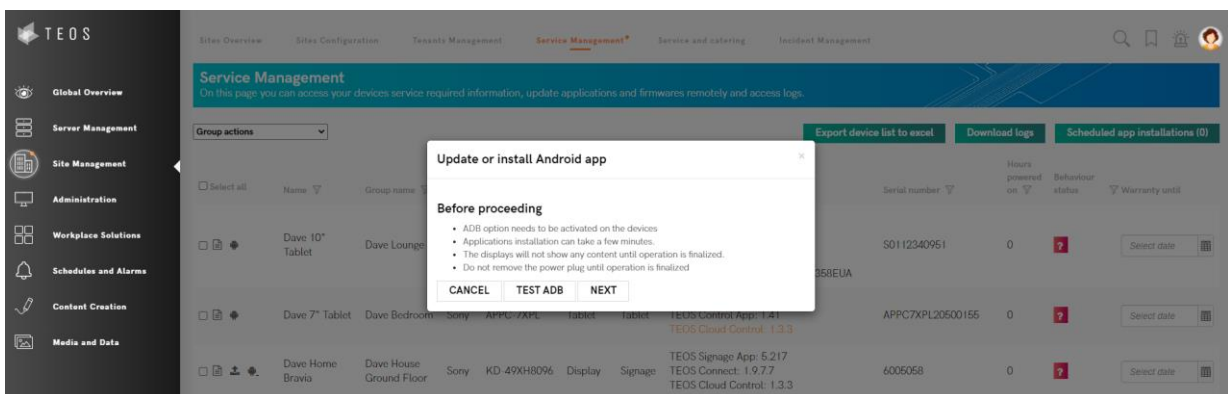 TEOS
Sites Overview
Sites Configuration
Tenants Management
Service Management
Service and catering
Incident Management
Global Overview
Server Management
Site Management
Administration
Workplace Solutions
Schedules and Alarms
Content Creation
Media and Data
Service Management
On this page you can access your devices service required information, update applications and firmwares remotely and access logs.
Group actions
Export device list to excel
Download logs
Scheduled app installations (0)
Select all
Name
Group name
Serial number
Hours
powered
on
Behaviour
status
Warranty until
Update or install Android app
×
Before proceeding
• ADB option needs to be activated on the devices
• Applications installation can take a few minutes.
• The displays will not show any content until operation is finalized.
• Do not remove the power plug until operation is finalized
CANCEL
TEST ADB
NEXT
Dave 10"
Tablet
Dave Lounge
358EUA
S0112340951
0
?
Select date
Dave 7" Tablet
Dave Bedroom
Sony
APPC-7XPL
Tablet
Tablet
TEOS Control App: 1.41
TEOS Cloud Control: 1.3.3
APPC7XPL20500155
0
?
Select date
Dave Home
Bravia
Dave House
Ground Floor
Sony
KD-49XH8096
Display
Signage
TEOS Signage App: 5.217
TEOS Connect: 1.9.7.7
TEOS Cloud Control: 1.3.3
6005058
0
?
Select date